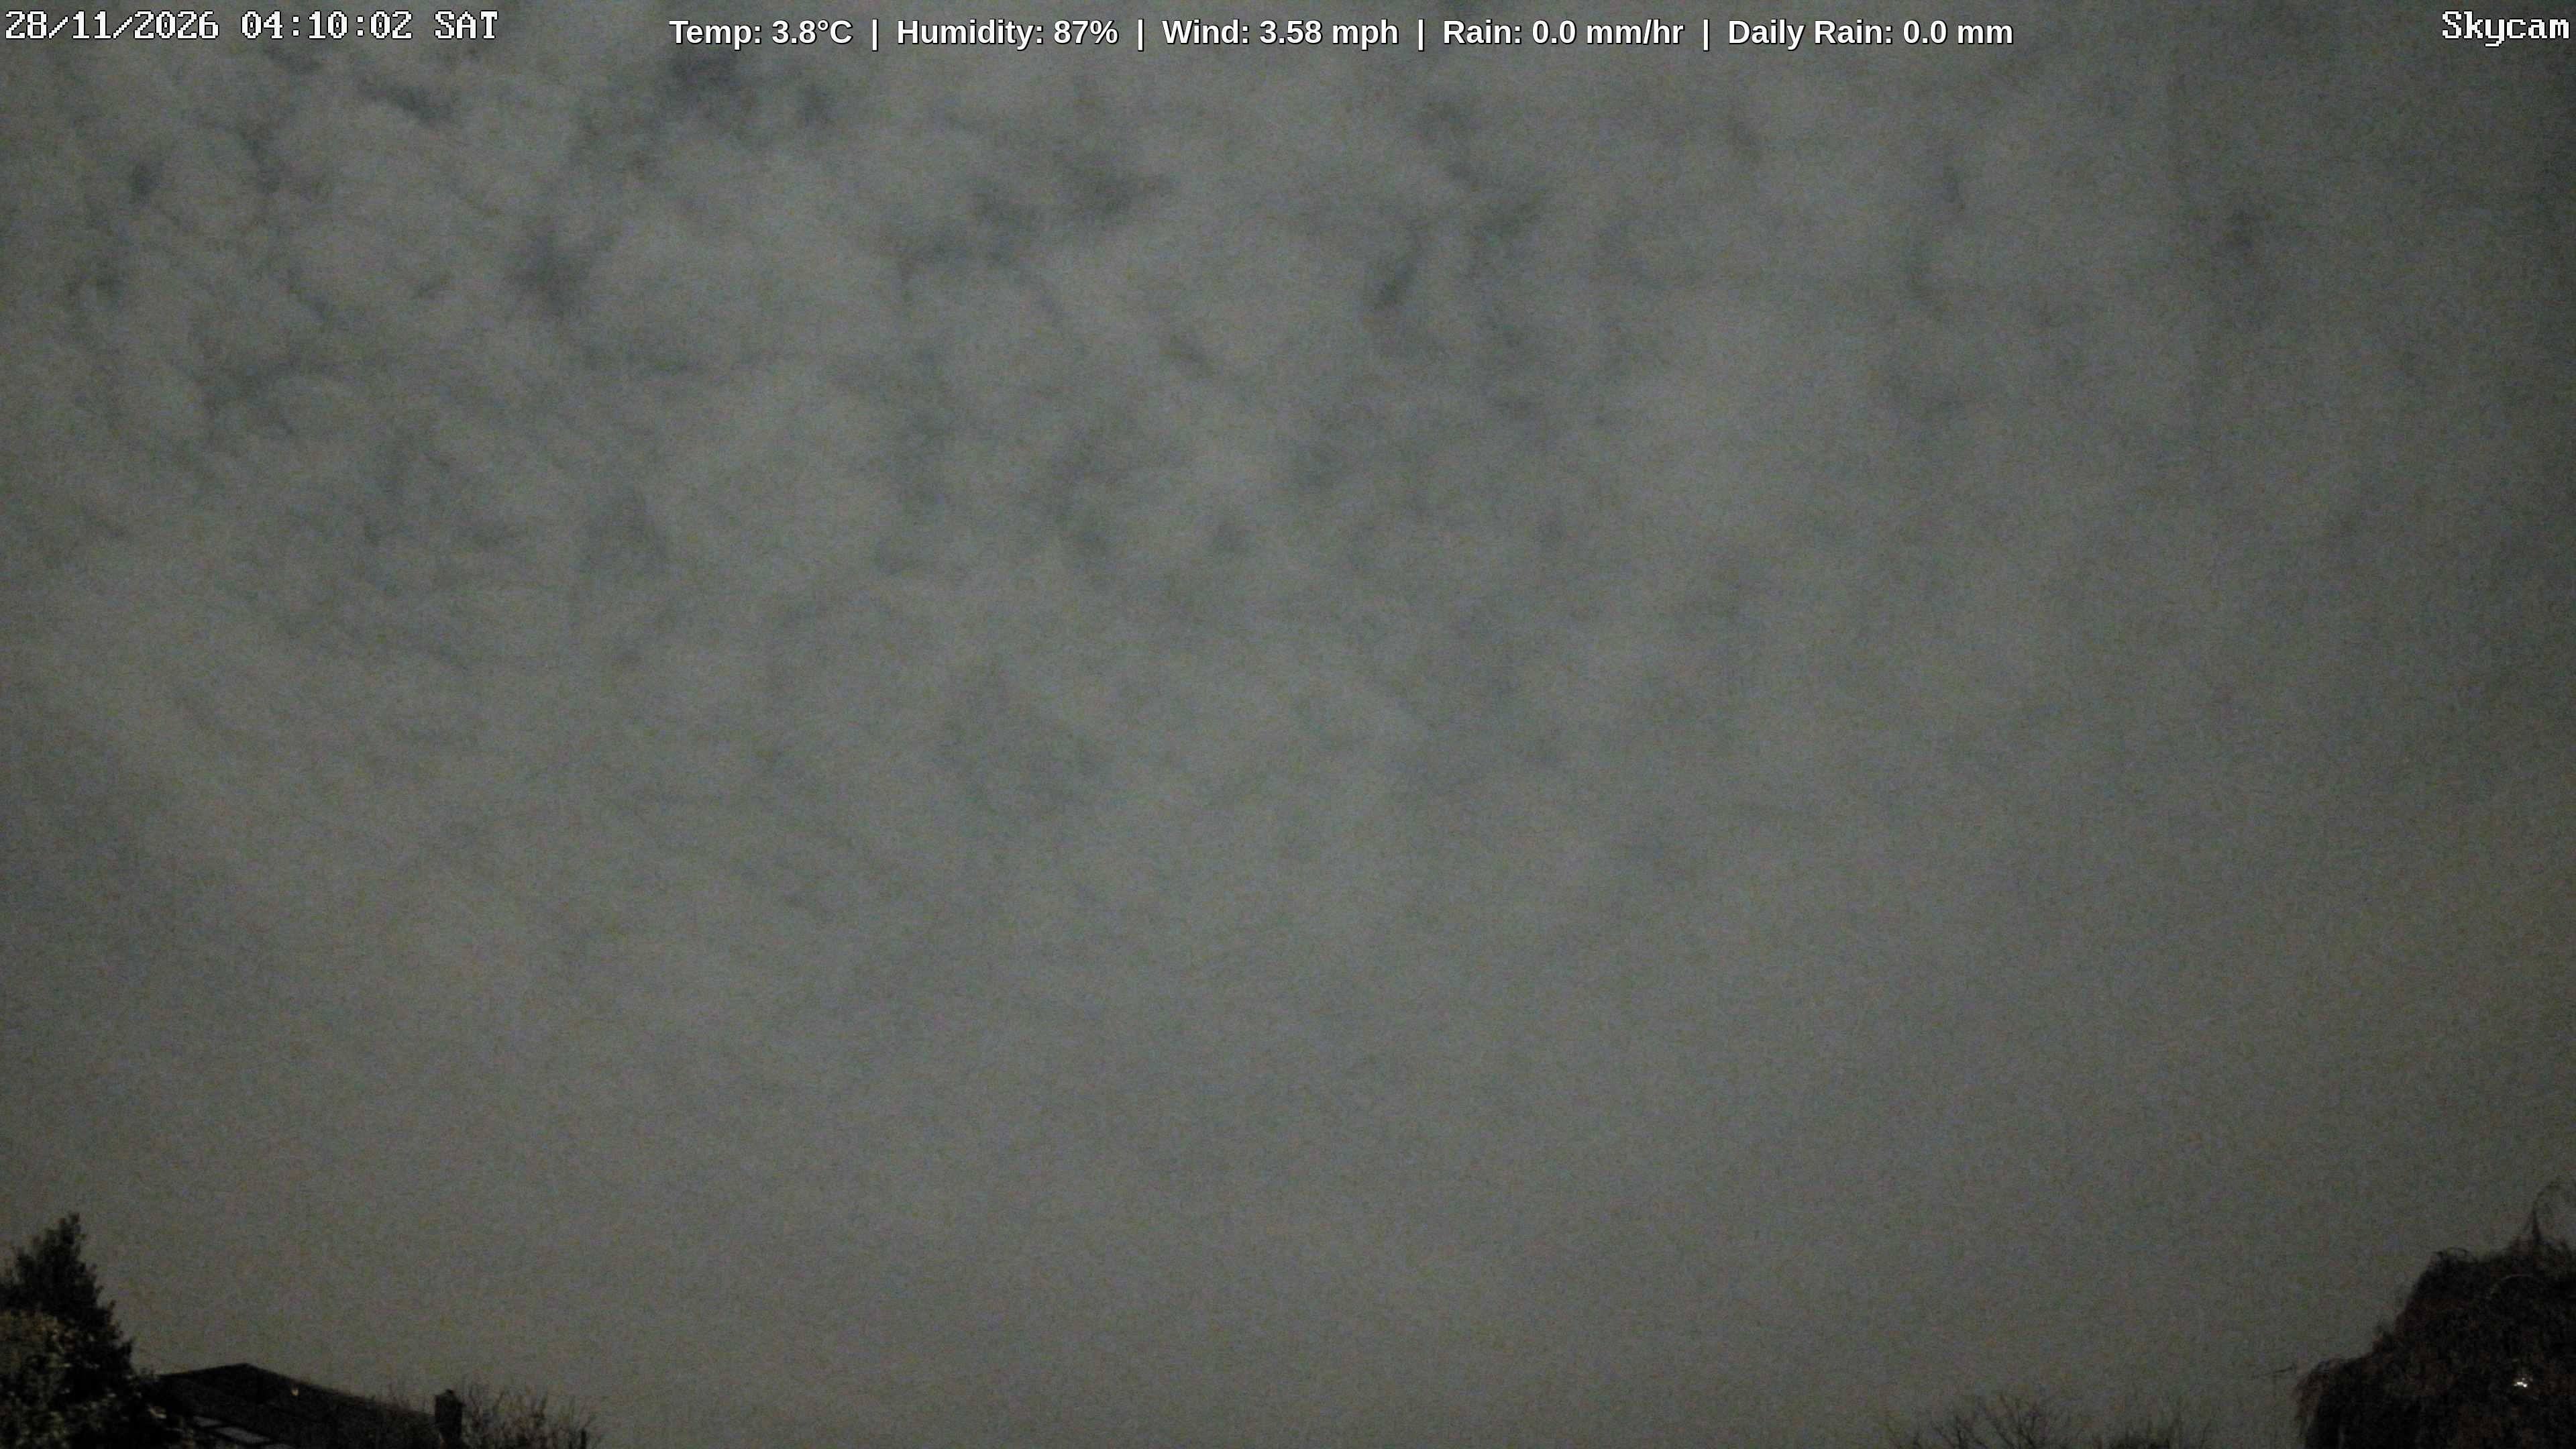 28/11/2026 04:10:02 SAT
Temp: 3.8°C | Humidity: 87% | Wind: 3.58 mph | Rain: 0.0 mm/hr | Daily Rain: 0.0 mm
Skycam